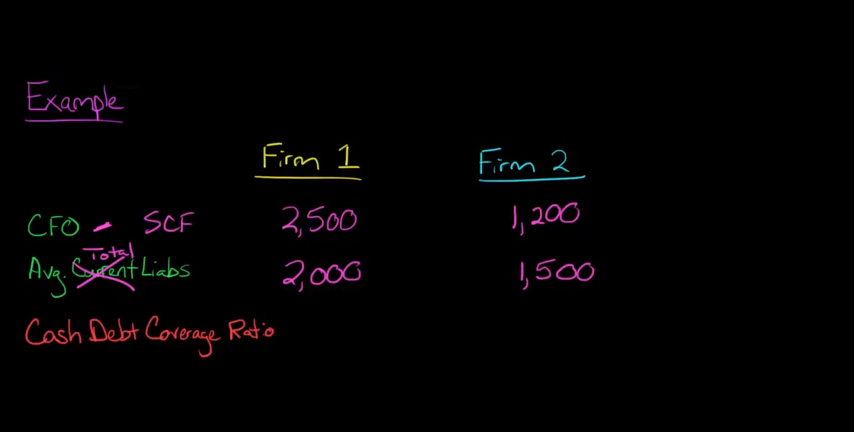 Example
Firm 1 Firm 2
CFO - SCF 2,500 1,200
Total
Avg. Current Liabs 2,000 1,500
Cash Debt Coverage Ratio